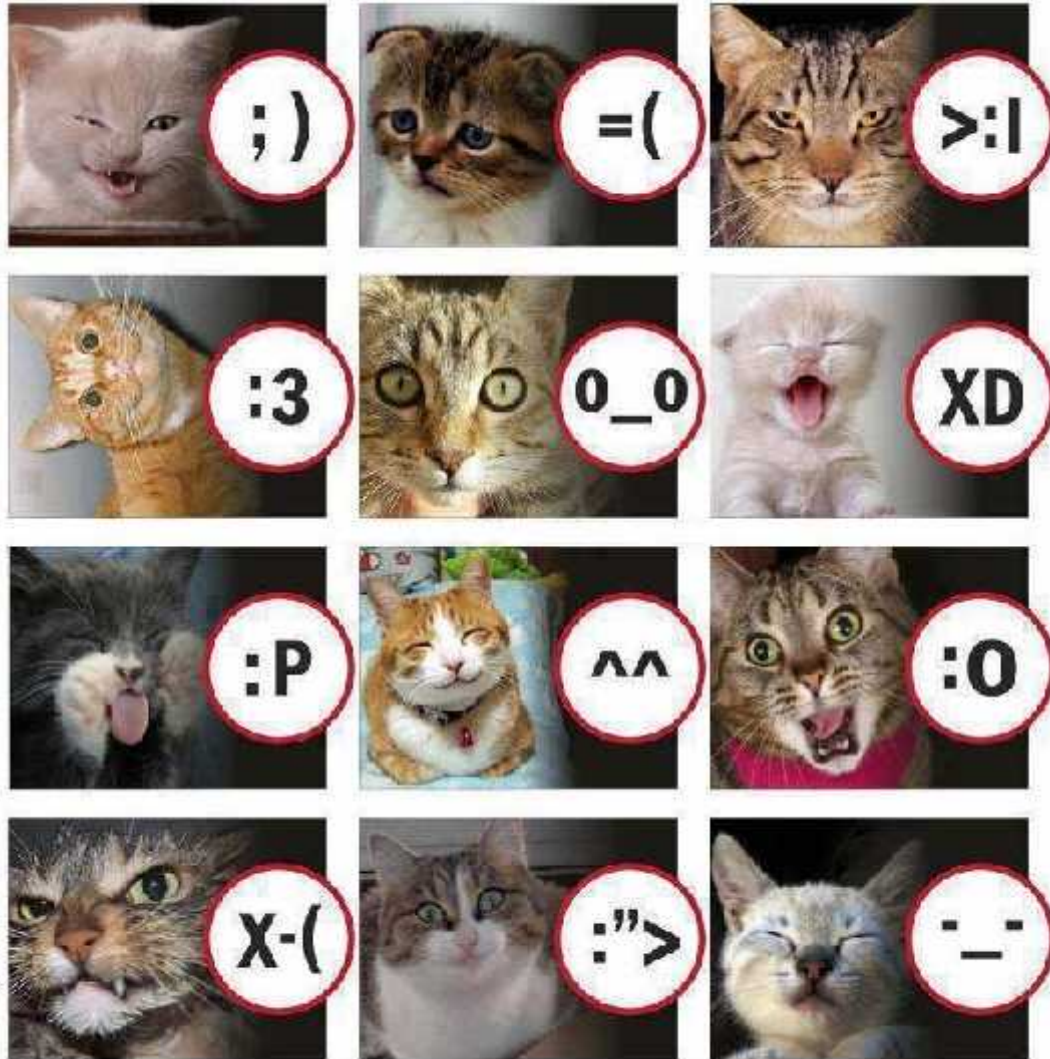 ; )
=(
>:|
:3
0_0
XD
:P
^^
:O
X-(
:”>
-_-